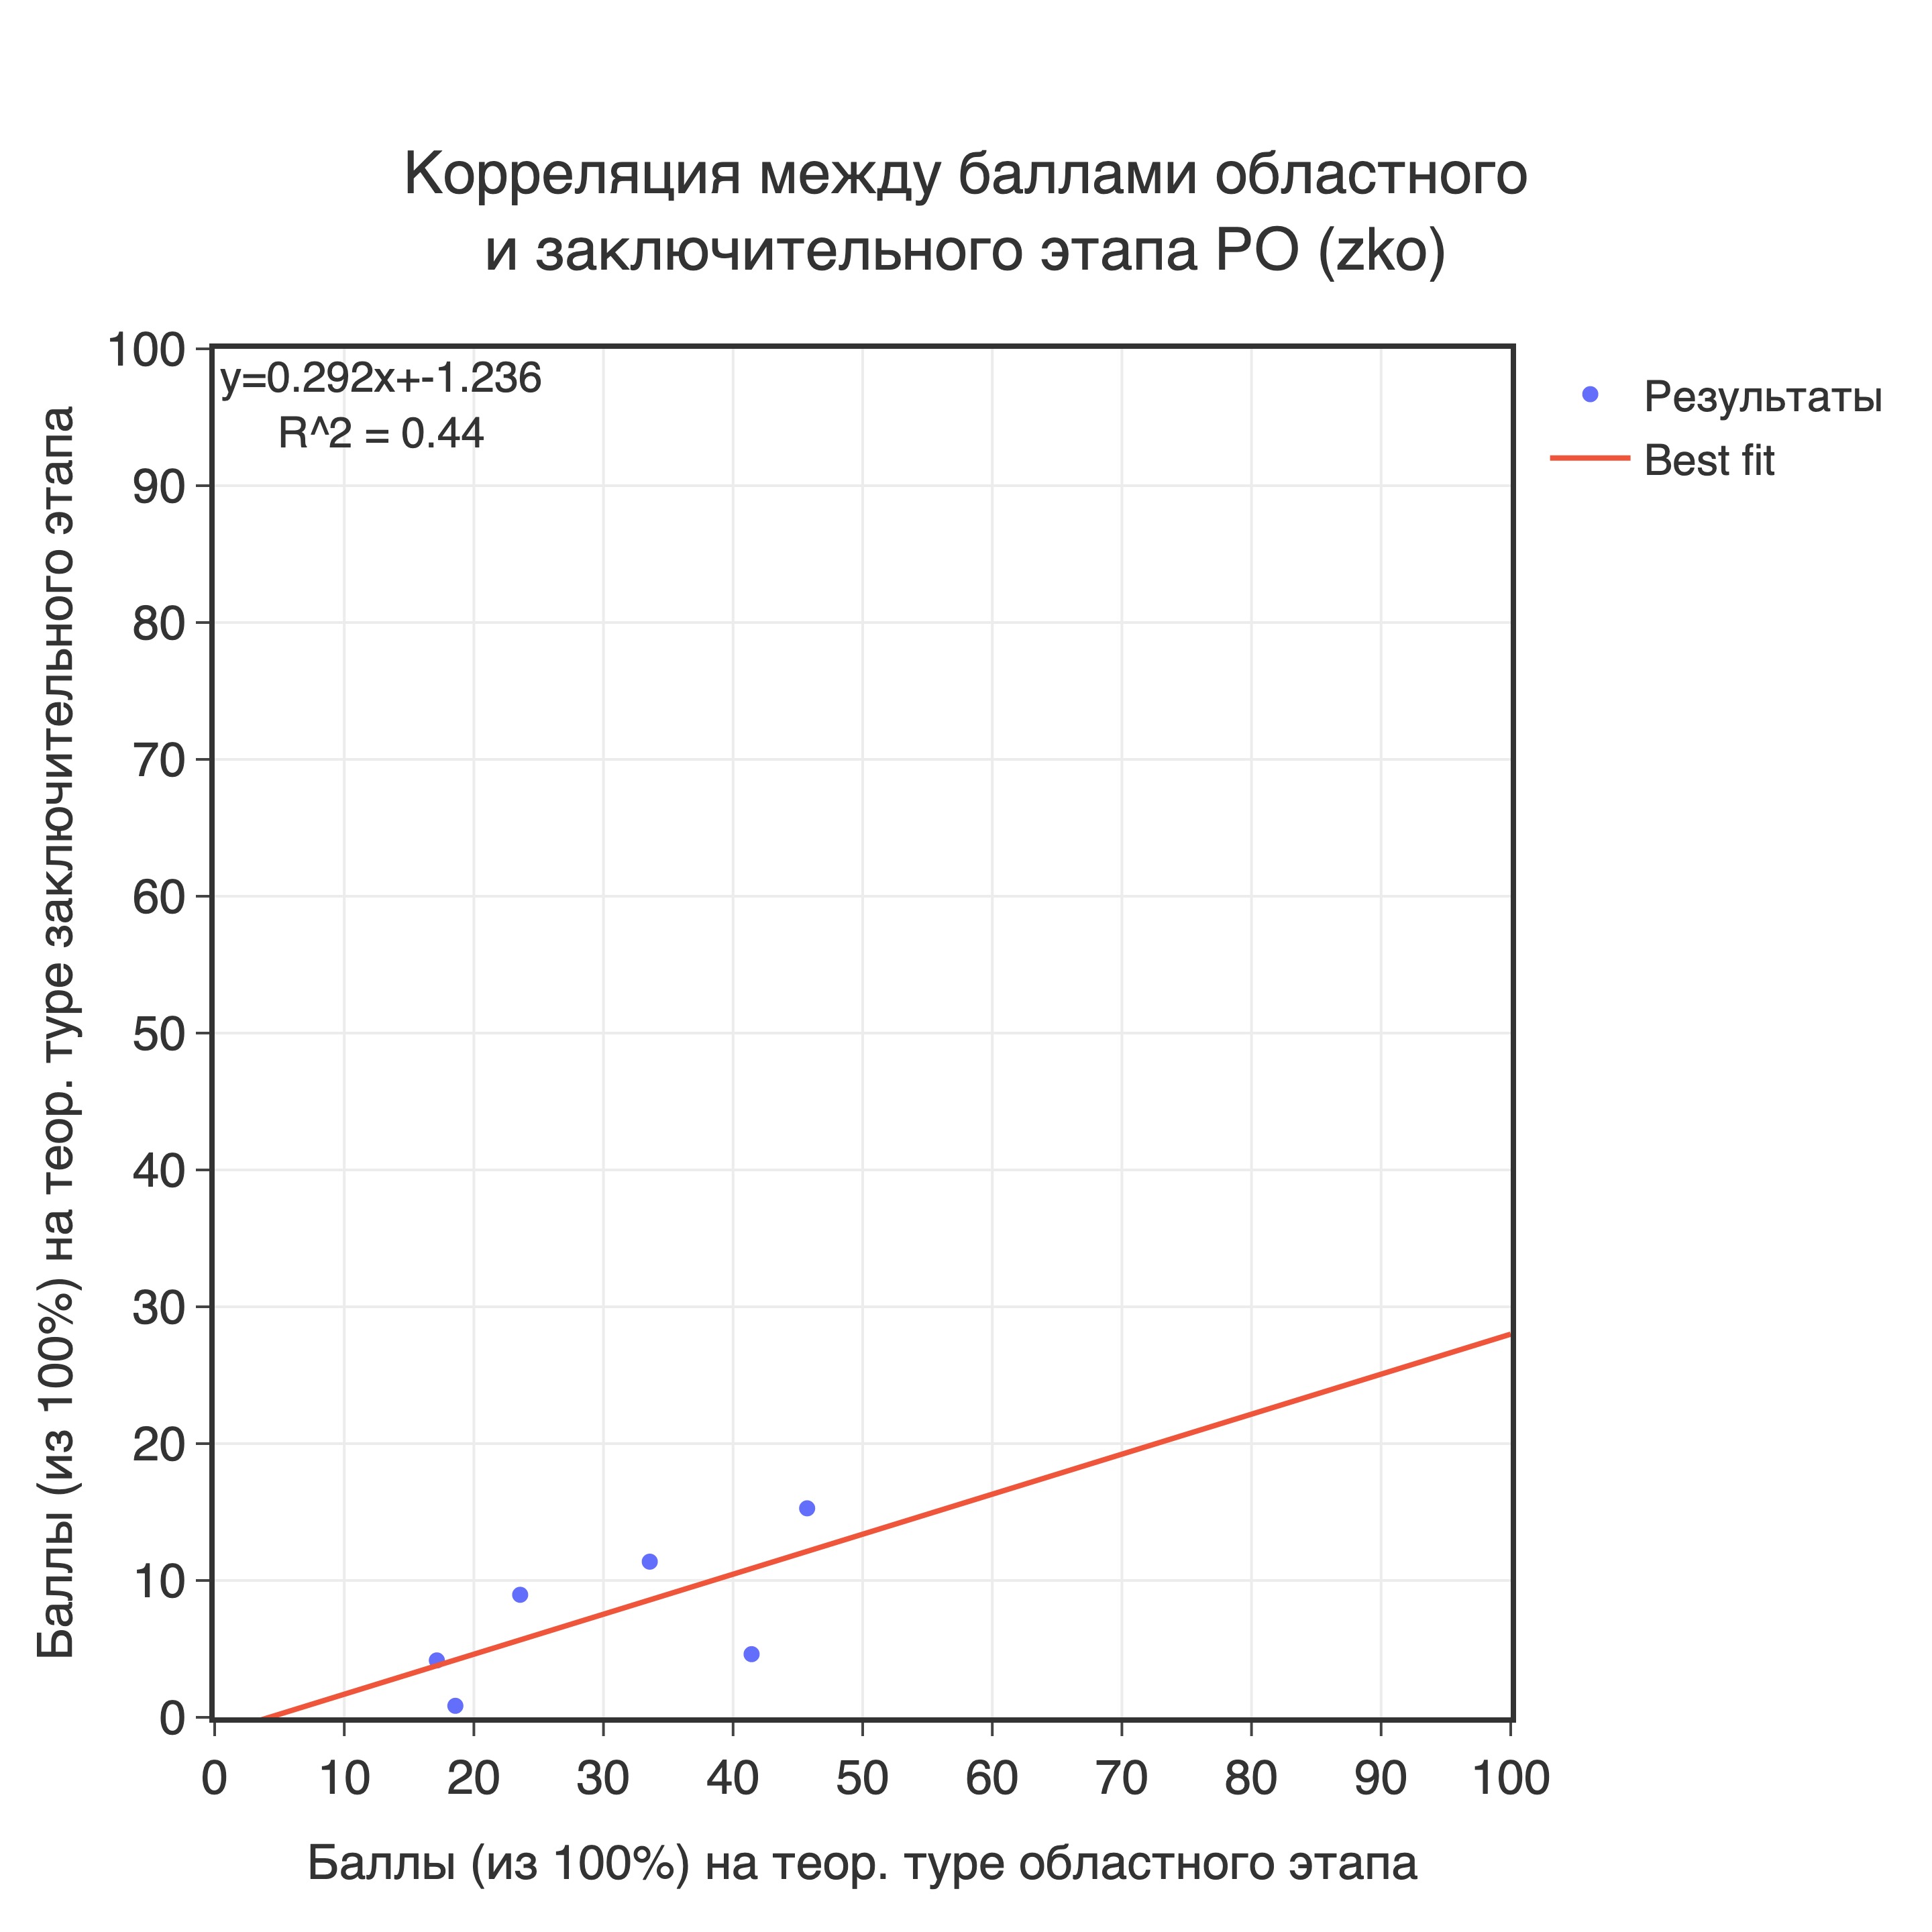 Корреляция между баллами областного
и заключительного этапа РО (zko)
y=0.292x+-1.236
R^2 = 0.44
Результаты
Best fit
Баллы (из 100%) на теор. туре заключительного этапа
100
90
80
70
60
50
40
30
20
10
0
0 10 20 30 40 50 60 70 80 90 100
Баллы (из 100%) на теор. туре областного этапа